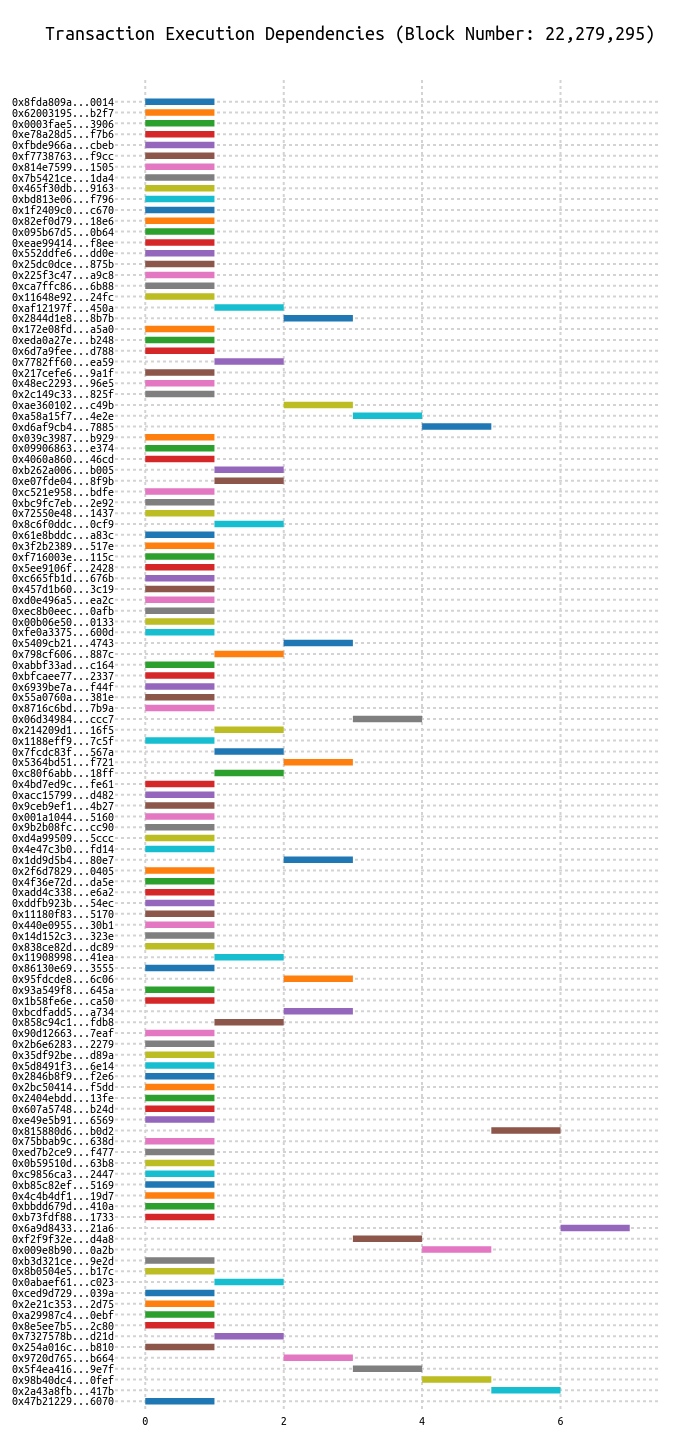 Transaction Execution Dependencies (Block Number: 22,279,295)
0x8fda809a...0014
0x62003195...b2f7
0x0003fae5...3906
0xe78a28d5...f7b6
0xfbde966a...cbeb
0xf7738763...f9cc
0x814e7599...1505
0x7b5421ce...1da4
0x465f30db...9163
0xbd813e06...f796
0x1f2409c0...c670
0x82ef0d79...18e6
0x095b67d5...0b64
0xeae99414...f8ee
0x552ddfe6...dd0e
0x25dc0dce...875b
0x225f3c47...a9c8
0xca7ffc86...6b88
0x11648e92...24fc
0xaf12197f...450a
0x2844d1e8...8b7b
0x172e08fd...a5a0
0xeda0a27e...b248
0x6d7a9fee...d788
0x7782ff60...ea59
0x217cefe6...9a1f
0x48ec2293...96e5
0x2c149c33...825f
0xae360102...c49b
0xa58a15f7...4e2e
0xd6af9cb4...7885
0x039c3987...b929
0x09906863...e374
0x4060a860...46cd
0xb262a006...b005
0xe07fde04...8f9b
0xc521e958...bdfe
0xbc9fc7eb...2e92
0x72550e48...1437
0x8c6f0ddc...0cf9
0x61e8bddc...a83c
0x3f2b2389...517e
0xf716003e...115c
0x5ee9106f...2428
0xc665fb1d...676b
0x457d1b60...3c19
0xd0e496a5...ea2c
0xec8b0eec...0afb
0x00b06e50...0133
0xfe0a3375...600d
0x5409cb21...4743
0x798cf606...887c
0xabbf33ad...c164
0xbfcaee77...2337
0x6939be7a...f44f
0x55a0760a...381e
0x8716c6bd...7b9a
0x06d34984...ccc7
0x214209d1...16f5
0x1188eff9...7c5f
0x7fcdc83f...567a
0x5364bd51...f721
0xc80f6abb...18ff
0x4bd7ed9c...fe61
0xacc15799...d482
0x9ceb9ef1...4b27
0x001a1044...5160
0x9b2b08fc...cc90
0xd4a99509...5ccc
0x4e47c3b0...fd14
0x1dd9d5b4...80e7
0x2f6d7829...0405
0x4f36e72d...da5e
0xadd4c338...e6a2
0xddfb923b...54ec
0x11180f83...5170
0x440e0955...30b1
0x14d152c3...323e
0x838ce82d...dc89
0x11908998...41ea
0x86130e69...3555
0x95fdcde8...6c06
0x93a549f8...645a
0x1b58fe6e...ca50
0xbcdfadd5...a734
0x858c94c1...fdb8
0x90d12663...7eaf
0x2b6e6283...2279
0x35df92be...d89a
0x5d8491f3...6e14
0x2846b8f9...f2e6
0x2bc50414...f5dd
0x2404ebdd...13fe
0x607a5748...b24d
0xe49e5b91...6569
0x815880d6...b0d2
0x75bbab9c...638d
0xed7b2ce9...f477
0x0b59510d...63b8
0xc9856ca3...2447
0xb85c82ef...5169
0x4c4b4df1...19d7
0xbbdd679d...410a
0xb73fdf88...1733
0x6a9d8433...21a6
0xf2f9f32e...d4a8
0x009e8b90...0a2b
0xb3d321ce...9e2d
0x8b0504e5...b17c
0x0abaef61...c023
0xced9d729...039a
0x2e21c353...2d75
0xa29987c4...0ebf
0x8e5ee7b5...2c80
0x7327578b...d21d
0x254a016c...b810
0x9720d765...b664
0x5f4ea416...9e7f
0x98b40dc4...0fef
0x2a43a8fb...417b
0x47b21229...6070
0 2 4 6